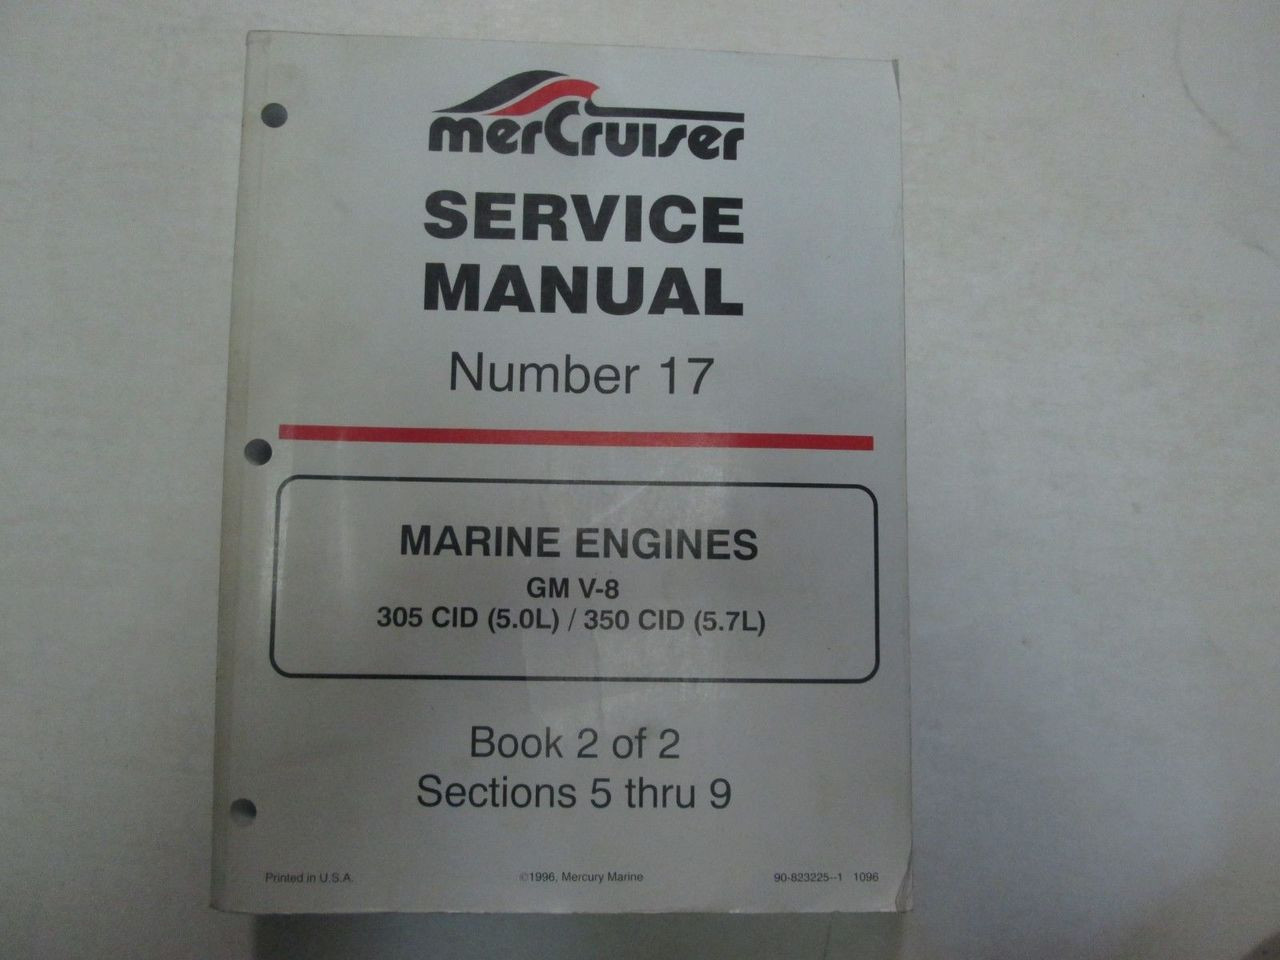 merCruiser
SERVICE
MANUAL
Number 17
MARINE ENGINES
GM V-8
305 CID (5.0L) / 350 CID (5.7L)
Book 2 of 2
Sections 5 thru 9
Printed in U.S.A. ©1996, Mercury Marine 90-823225--1 1096